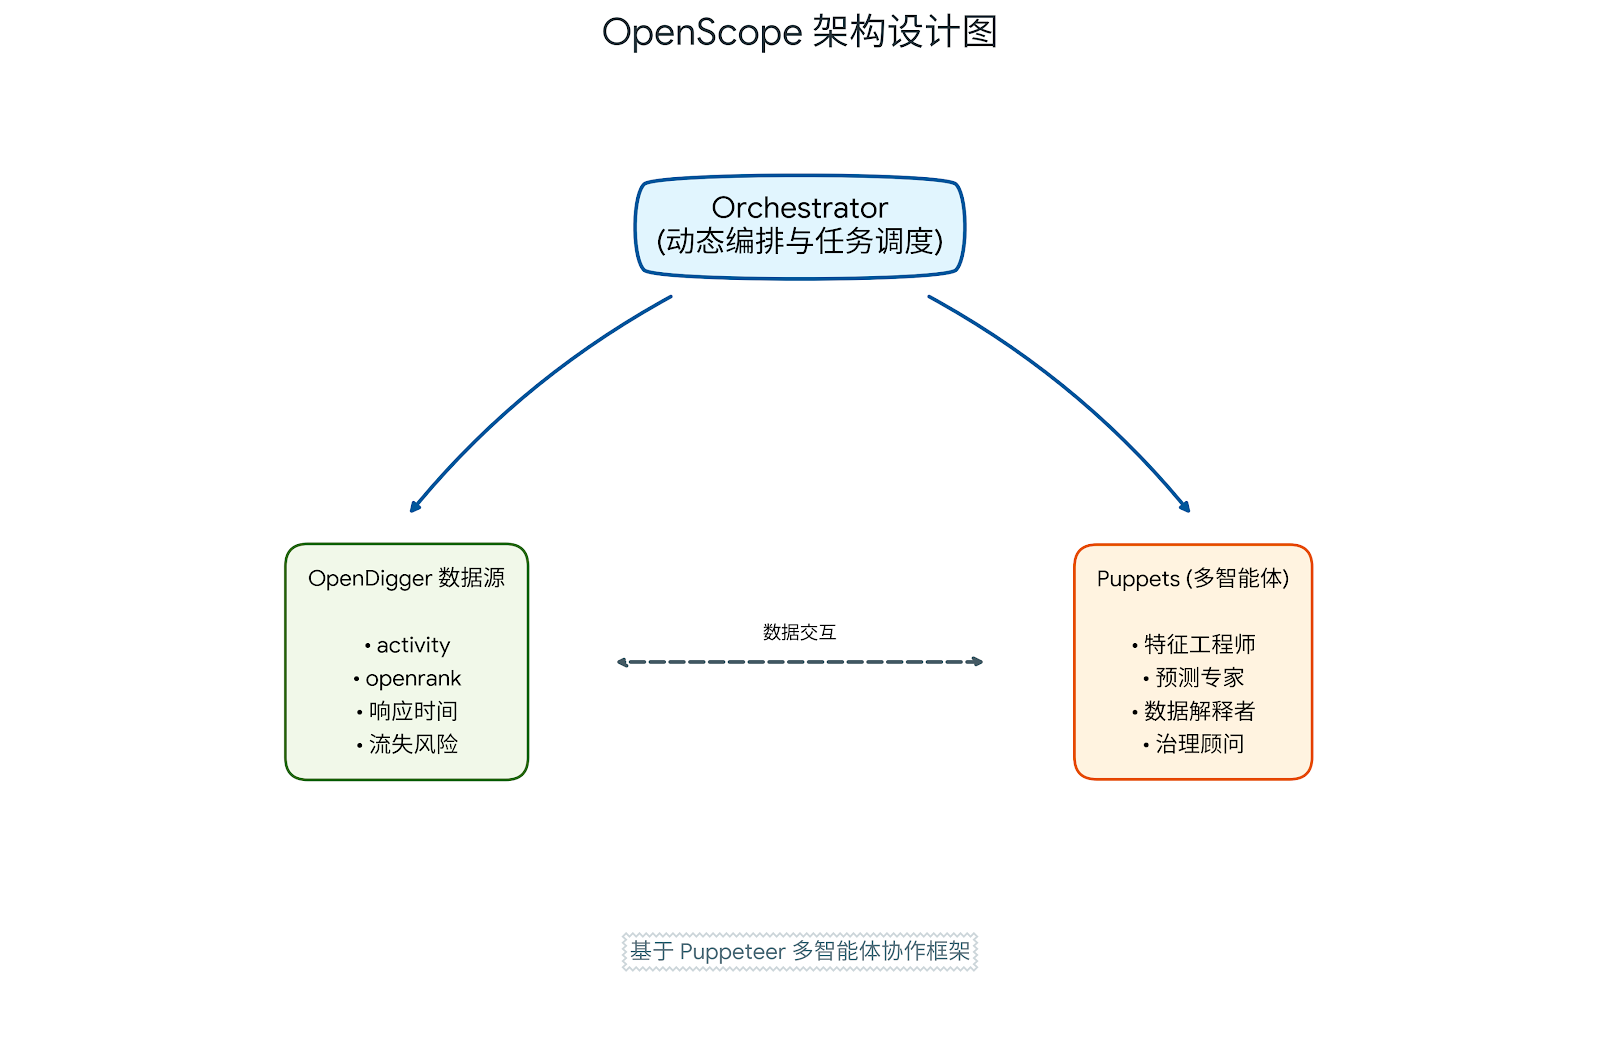 OpenScope 架构设计图
Orchestrator
(动态编排与任务调度)
OpenDigger 数据源
• activity
• openrank
• 响应时间
• 流失风险
数据交互
Puppets (多智能体)
• 特征工程师
• 预测专家
• 数据解释者
• 治理顾问
基于 Puppeteer 多智能体协作框架